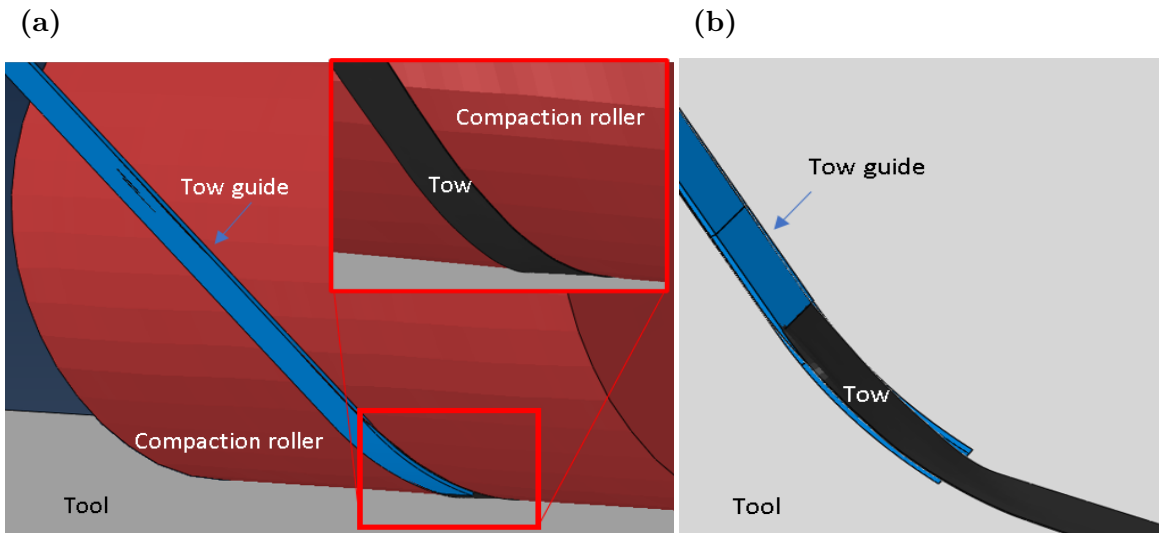 (a)
Compaction roller
Tow
Tow guide
Compaction roller
Tool
(b)
Tow guide
Tow
Tool